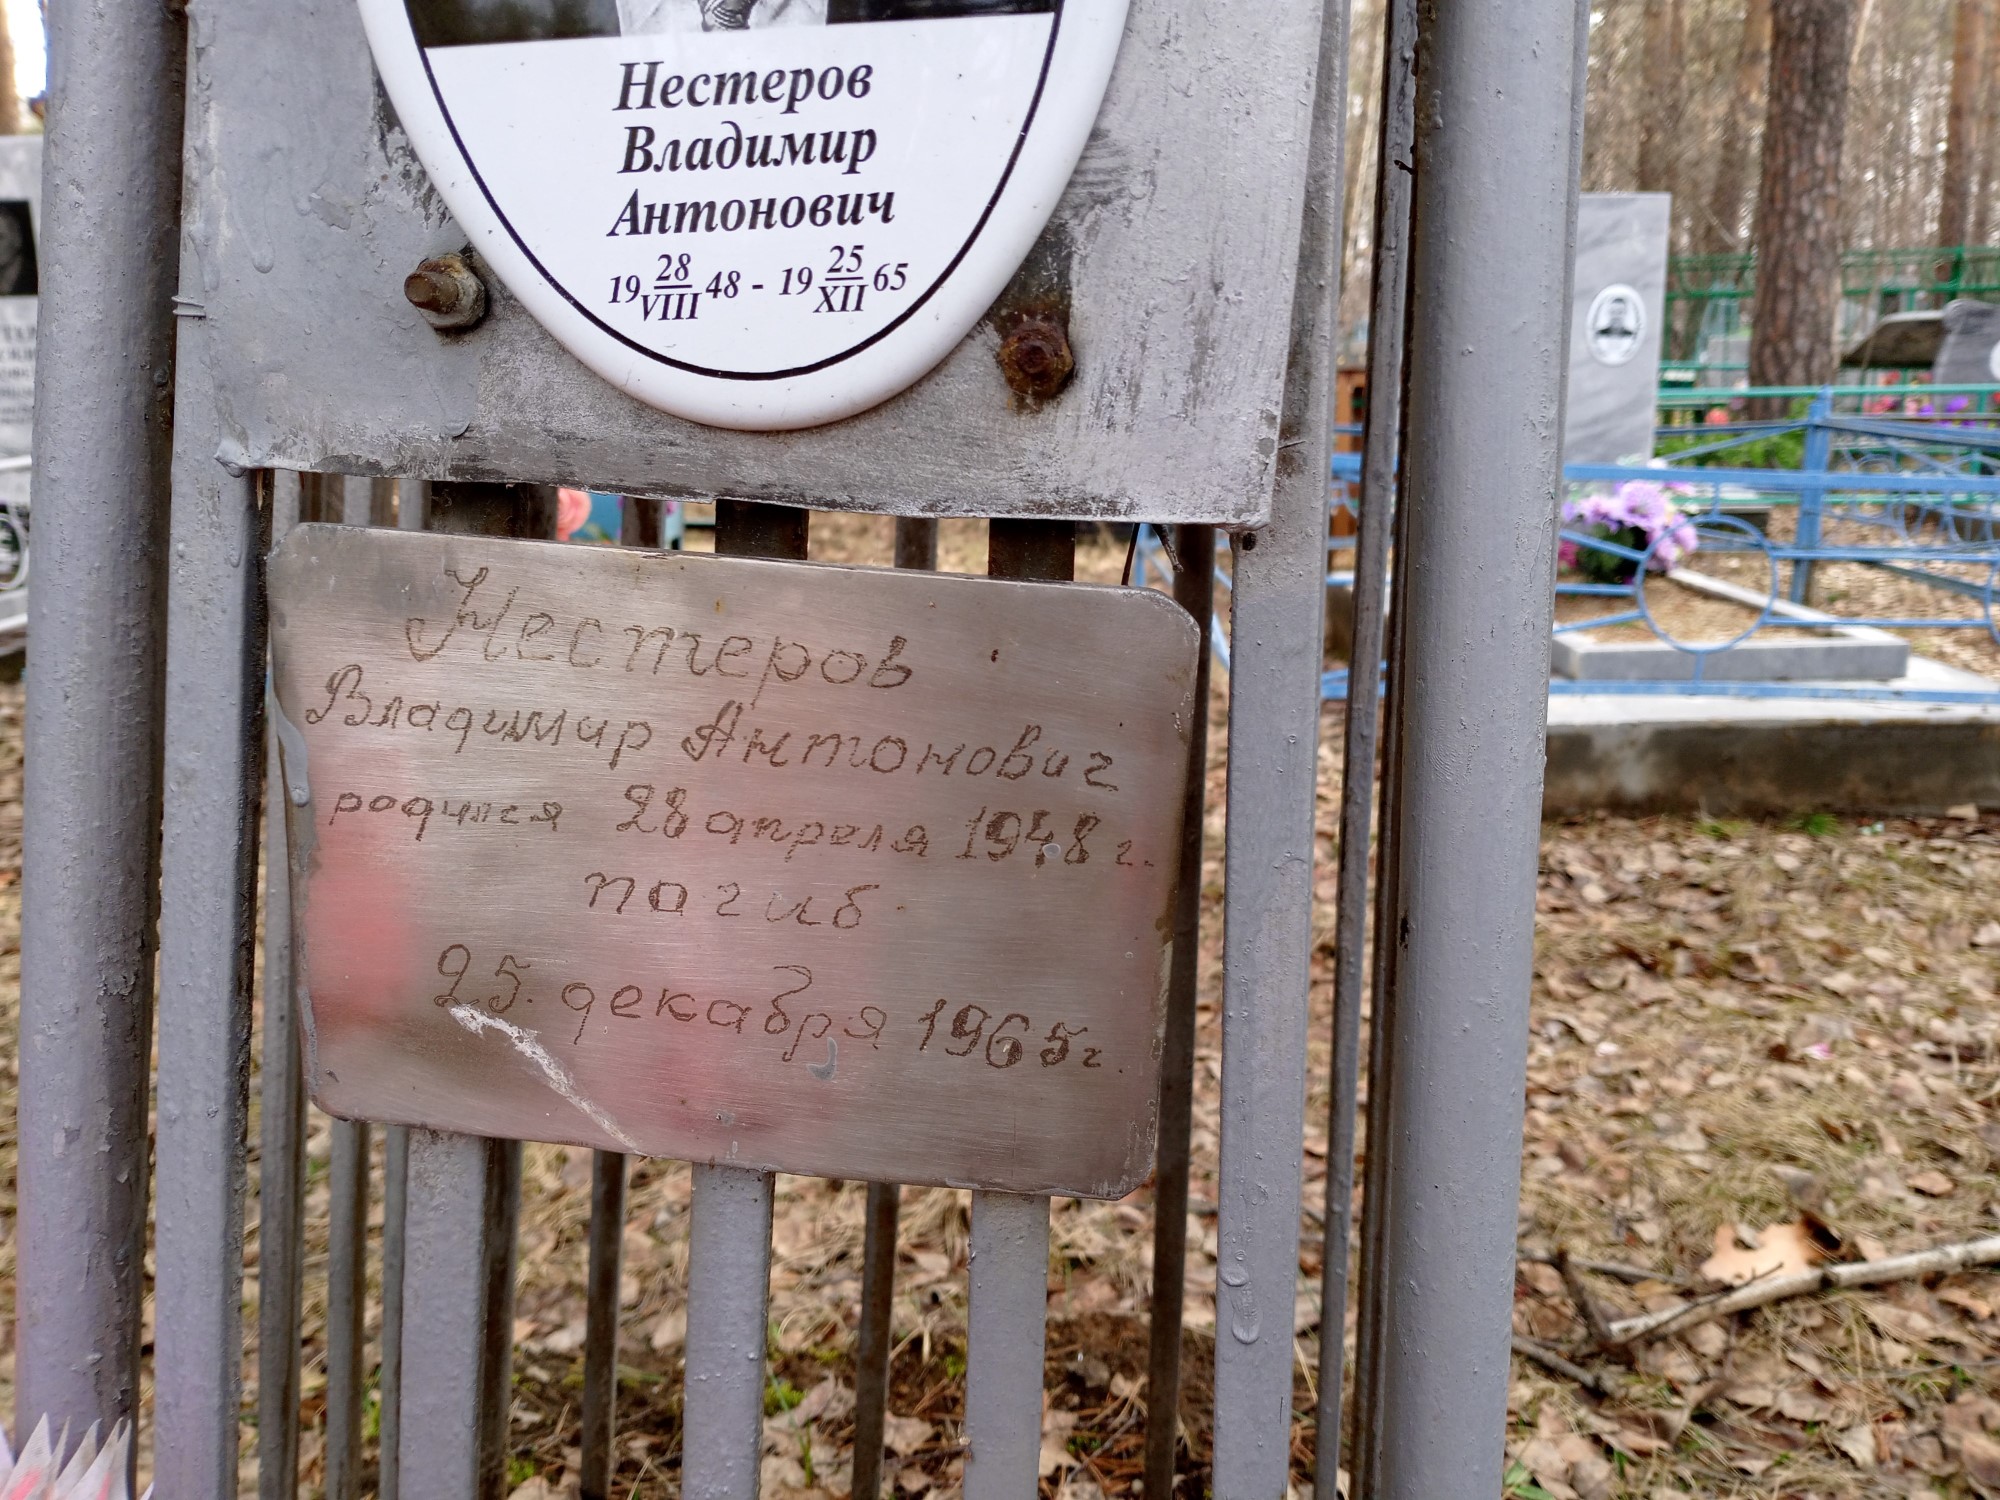 Нестеров
Владимир
Антонович
19 28/VIII 48 - 19 25/XII 65
Нестеров
Владимир Антонович
родился 28 апреля 1948 г.
погиб
25. декабря 1965 г.